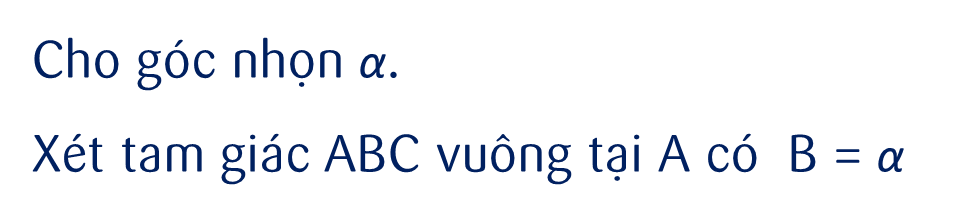 Cho góc nhọn α.
Xét tam giác ABC vuông tại A có B = α